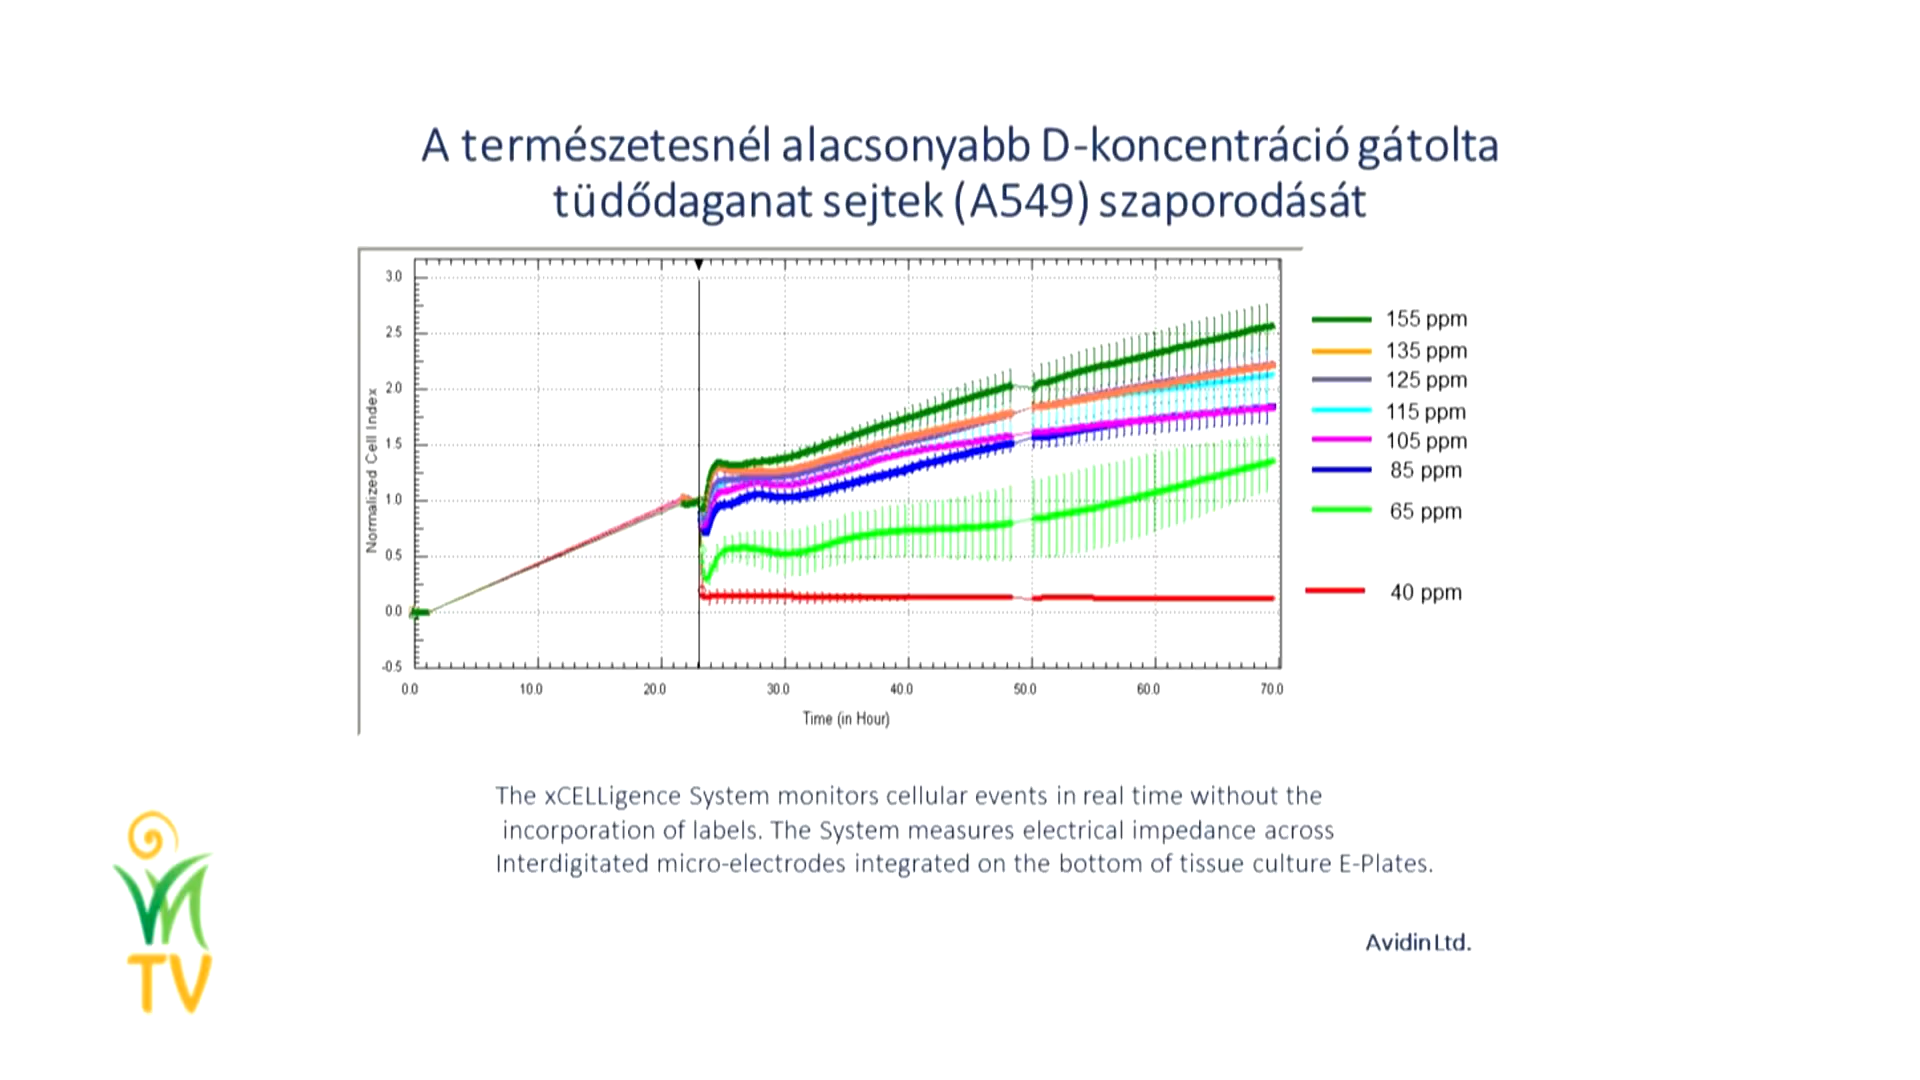 A természetesnél alacsonyabb D-koncentráció gátolta
tüdődaganat sejtek (A549) szaporodását
Normalized Cell Index
3.0
2.5
2.0
1.5
1.0
0.5
0.0
-0.5
0.0 10.0 20.0 30.0 40.0 50.0 60.0 70.0
Time (in Hour)
155 ppm
135 ppm
125 ppm
115 ppm
105 ppm
85 ppm
65 ppm
40 ppm
The xCELLigence System monitors cellular events in real time without the
incorporation of labels. The System measures electrical impedance across
Interdigitated micro-electrodes integrated on the bottom of tissue culture E-Plates.
Avidin Ltd.
TV